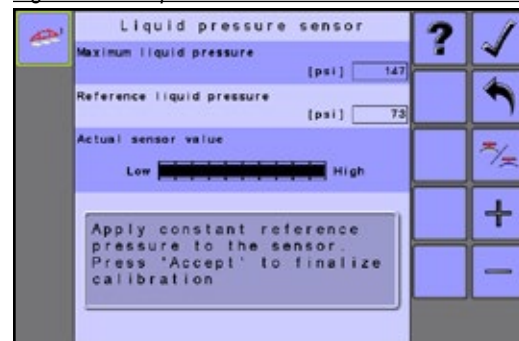 Liquid pressure sensor
?
Maximum liquid pressure
[psi] 147
Reference liquid pressure
[psi] 73
Actual sensor value
Low High
Apply constant reference
pressure to the sensor.
Press 'Accept' to finalize
calibration